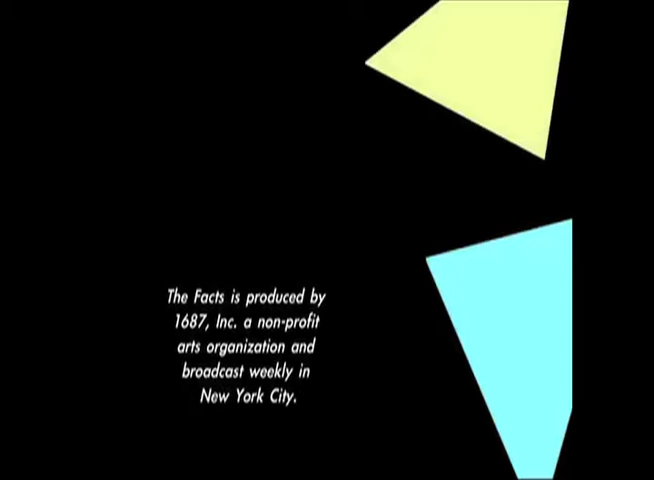 The Facts is produced by
1687, Inc. a non-profit
arts organization and
broadcast weekly in
New York City.